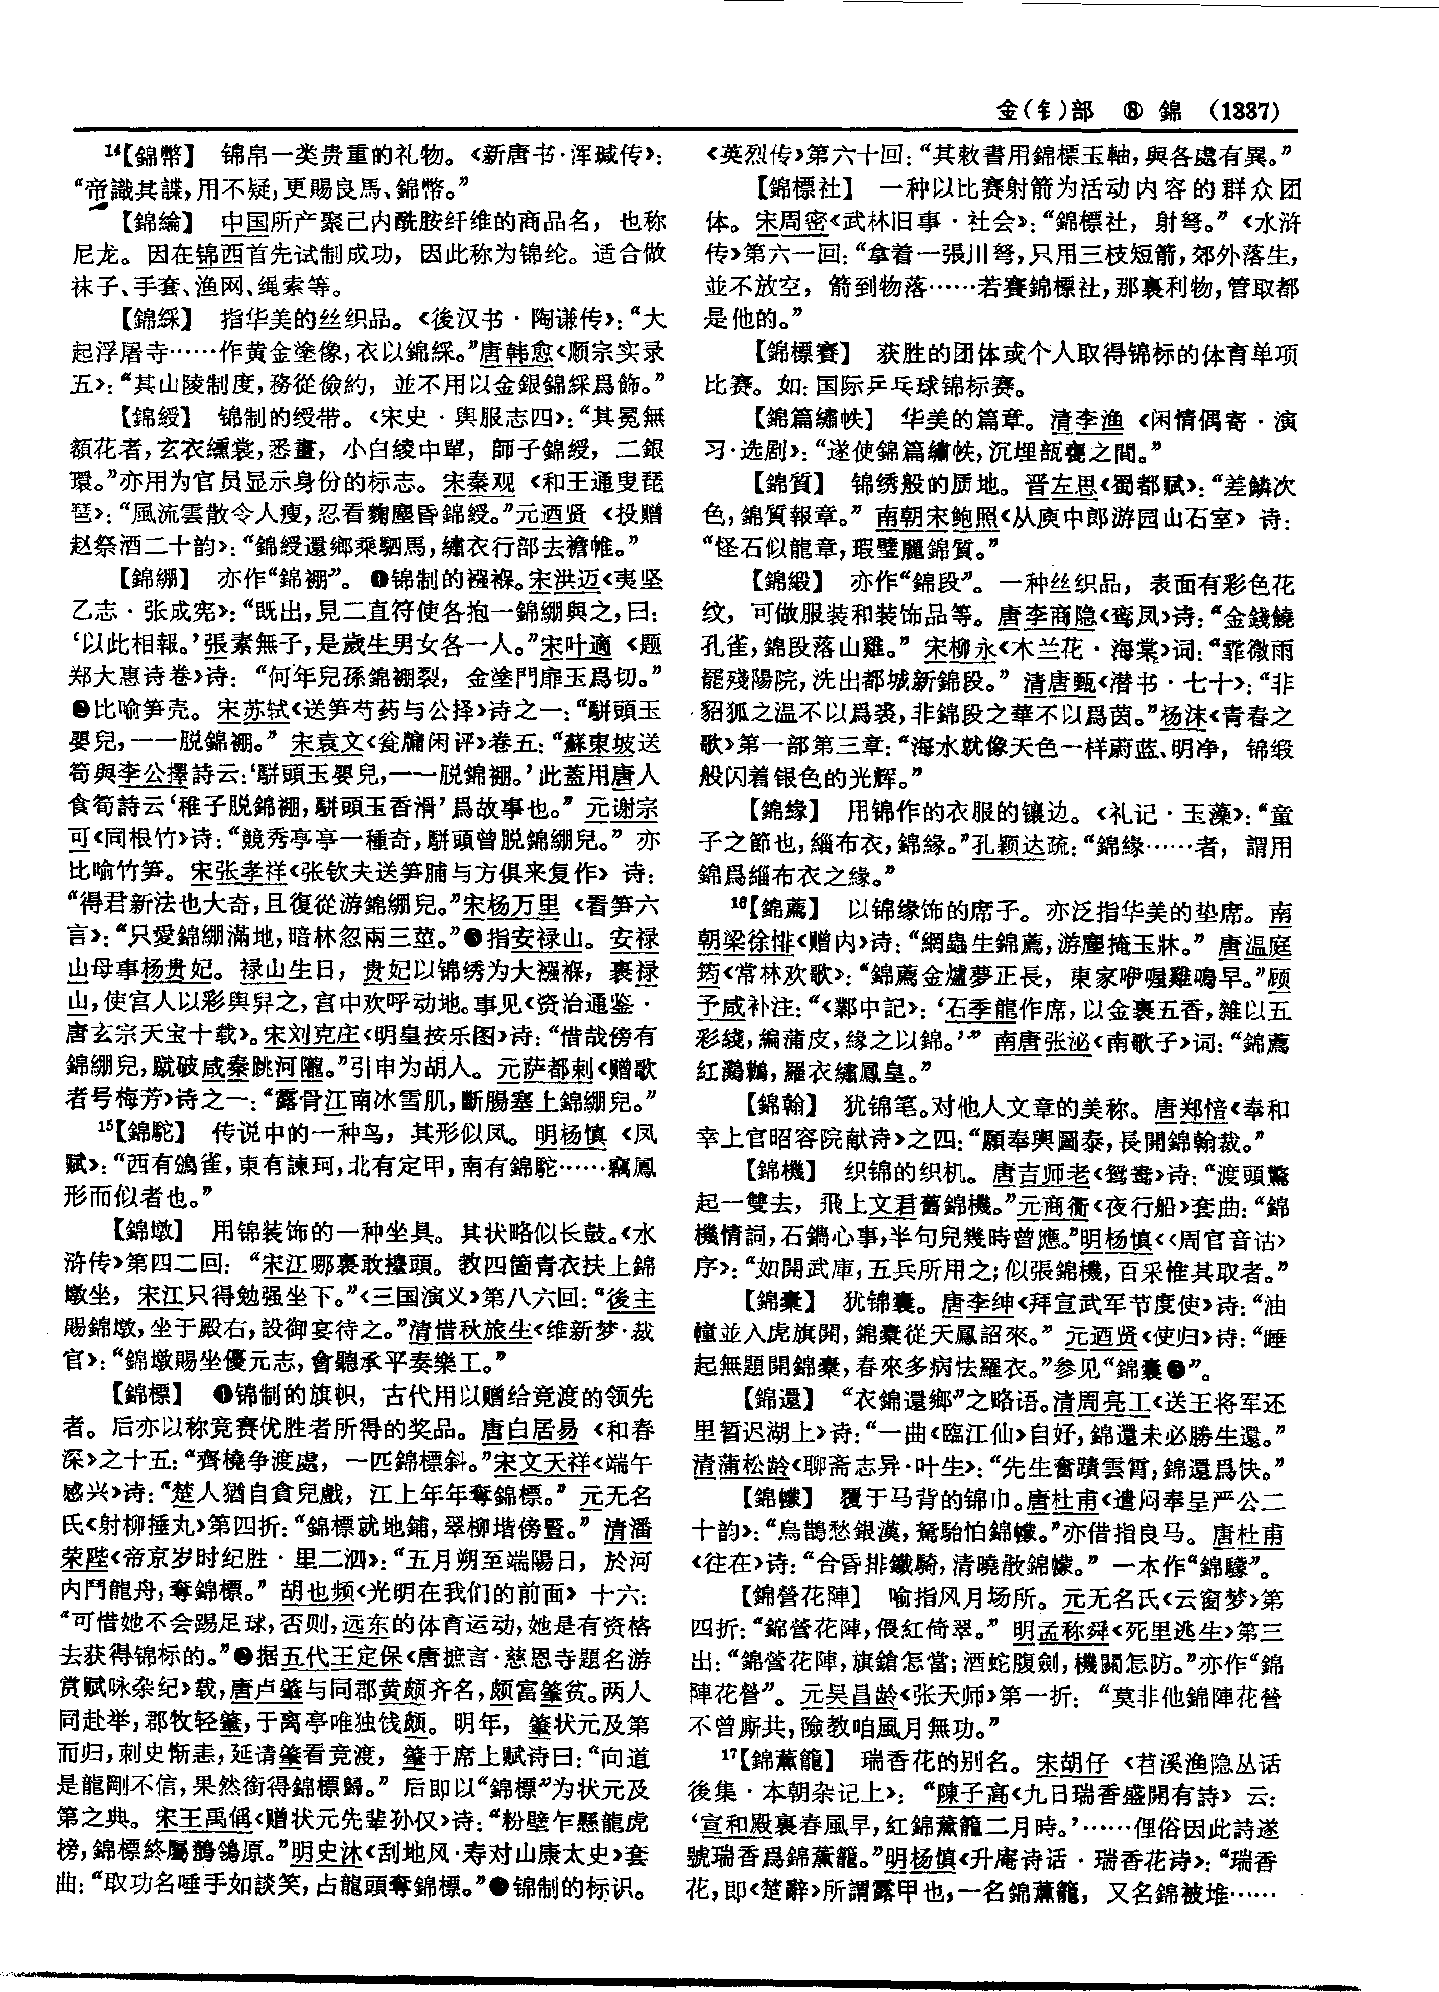 金(钅)部 ⑧ 錦 (1337)
¹⁴【錦幣】 锦帛一类贵重的礼物。《新唐书·浑瑊传》：
“帝識其諜，用不疑，更賜良馬、錦幣。”
【錦綸】 中国所产聚己内酰胺纤维的商品名，也称
尼龙。因在锦西首先试制成功，因此称为锦纶。适合做
袜子、手套、渔网、绳索等。
【錦綵】 指华美的丝织品。《後汉书·陶谦传》：“大
起浮屠寺……作黄金塗像，衣以錦綵。”唐韩愈《顺宗实录
五》：“其山陵制度，務從儉約，並不用以金銀錦綵爲飾。”
【錦綬】 锦制的绶带。《宋史·舆服志四》：“其冕無
額花者，玄衣纁裳，悉畫，小白綾中單，師子錦綬，二銀
環。”亦用为官员显示身份的标志。宋秦观《和王通叟琵
琶》：“風流雲散令人瘦，忍看麴塵昏錦綬。”元迺贤《投赠
赵祭酒二十韵》：“錦綬還鄉乘駟馬，繡衣行部去襜帷。”
【錦綳】 亦作“錦褓”。❶锦制的襁褓。宋洪迈《夷坚
乙志·张成宪》：“既出，見二直符使各抱一錦綳與之，曰：
‘以此相報。’張素無子，是歲生男女各一人。”宋叶適《题
郑大惠诗卷》诗：“何年兒孫錦襧裂，金塗門扉玉爲切。”
❷比喻笋壳。宋苏轼《送笋芍药与公择》诗之一：“駢頭玉
嬰兒，一一脱錦襧。”宋袁文《瓮牖闲评》卷五：“蘇東坡送
筍與李公擇詩云：‘駢頭玉嬰兒，一一脱錦襧。’此蓋用唐人
食筍詩云‘稚子脱錦襧，駢頭玉香滑’爲故事也。”元谢宗
可《同根竹》诗：“競秀亭亭一種奇，駢頭曾脱錦綳兒。”亦
比喻竹笋。宋张孝祥《张钦夫送笋脯与方俱来复作》诗：
“得君新法也大奇，且復從游錦綳兒。”宋杨万里《看笋六
言》：“只愛錦綳滿地，暗林忽兩三莖。”❸指安禄山。安禄
山母事杨贵妃。禄山生日，贵妃以锦绣为大襁褓，裹禄
山，使宫人以彩舆舁之，宫中欢呼动地。事见《资治通鉴·
唐玄宗天宝十载》。宋刘克庄《明皇按乐图》诗：“惜哉傍有
錦綳兒，蹴破咸秦跳河隴。”引申为胡人。元萨都剌《赠歌
者号梅芳》诗之一：“露骨江南冰雪肌，斷腸塞上錦綳兒。”
¹⁵【錦駝】 传说中的一种鸟，其形似凤。明杨慎《凤
赋》：“西有鴿雀，東有諫珂，北有定甲，南有錦駝……竊鳳
形而似者也。”
【錦墩】 用锦装饰的一种坐具。其状略似长鼓。《水
浒传》第四二回：“宋江哪裏敢擡頭。教四箇青衣扶上錦
墩坐，宋江只得勉强坐下。”《三国演义》第八六回：“後主
賜錦墩，坐于殿右，設御宴待之。”清惜秋旅生《维新梦·裁
官》：“錦墩賜坐優元志，會聽承平奏樂工。”
【錦標】 ❶锦制的旗帜，古代用以赠给竞渡的领先
者。后亦以称竞赛优胜者所得的奖品。唐白居易《和春
深》之十五：“齊橈争渡處，一匹錦標斜。”宋文天祥《端午
感兴》诗：“楚人猶自貪兒戲，江上年年奪錦標。”元无名
氏《射柳捶丸》第四折：“錦標就地鋪，翠柳堦傍豎。”清潘
荣陛《帝京岁时纪胜·里二泗》：“五月朔至端陽日，於河
内鬥龍舟，奪錦標。”胡也频《光明在我们的前面》十六：
“可惜她不会踢足球，否则，远东的体育运动，她是有资格
去获得锦标的。”❷据五代王定保《唐摭言·慈恩寺题名游
赏赋咏杂纪》载，唐卢肇与同郡黄颇齐名，颇富肇贫。两人
同赴举，郡牧轻肇，于离亭唯独饯颇。明年，肇状元及第
而归，刺史惭恚，延请肇看竞渡，肇于席上赋诗曰：“向道
是龍剛不信，果然銜得錦標歸。”后即以“錦標”为状元及
第之典。宋王禹偁《赠状元先辈孙仅》诗：“粉壁乍懸龍虎
榜，錦標終屬鶺鴒原。”明史沐《刮地风·寿对山康太史》套
曲：“取功名唾手如談笑，占龍頭奪錦標。”❸锦制的标识。
《英烈传》第六十回：“其敕書用錦標玉軸，與各處有異。”
【錦標社】 一种以比赛射箭为活动内容的群众团
体。宋周密《武林旧事·社会》：“錦標社，射弩。”《水浒
传》第六一回：“拿着一張川弩，只用三枝短箭，郊外落生，
並不放空，箭到物落……若賽錦標社，那裏利物，管取都
是他的。”
【錦標賽】 获胜的团体或个人取得锦标的体育单项
比赛。如：国际乒乓球锦标赛。
【錦篇繡帙】 华美的篇章。清李渔《闲情偶寄·演
习·选剧》：“遂使錦篇繡帙，沉埋瓿甕之間。”
【錦質】 锦绣般的质地。晋左思《蜀都赋》：“差鱗次
色，錦質報章。”南朝宋鲍照《从庾中郎游园山石室》诗：
“怪石似龍章，瑕璧麗錦質。”
【錦緞】 亦作“錦段”。一种丝织品，表面有彩色花
纹，可做服装和装饰品等。唐李商隐《鸾凤》诗：“金錢饒
孔雀，錦段落山雞。”宋柳永《木兰花·海棠》词：“霏微雨
罷殘陽院，洗出都城新錦段。”清唐甄《潜书·七十》：“非
貂狐之温不以爲裘，非錦段之華不以爲茵。”杨沫《青春之
歌》第一部第三章：“海水就像天色一样蔚蓝、明净，锦缎
般闪着银色的光辉。”
【錦緣】 用锦作的衣服的镶边。《礼记·玉藻》：“童
子之節也，緇布衣，錦緣。”孔颖达疏：“錦緣……者，謂用
錦爲緇布衣之緣。”
¹⁶【錦薦】 以锦缘饰的席子。亦泛指华美的垫席。南
朝梁徐悱《赠内》诗：“網蟲生錦薦，游塵掩玉牀。”唐温庭
筠《常林欢歌》：“錦薦金爐夢正長，東家咿喔雞鳴早。”顾
予咸补注：“《鄴中記》：‘石季龍作席，以金裹五香，雜以五
彩綫，編蒲皮，緣之以錦。’”南唐张泌《南歌子》词：“錦薦
紅鸂鶒，羅衣繡鳳皇。”
【錦翰】 犹锦笔。对他人文章的美称。唐郑愔《奉和
幸上官昭容院献诗》之四：“願奉輿圖泰，長開錦翰裁。”
【錦機】 织锦的织机。唐吉师老《鸳鸯》诗：“渡頭驚
起一雙去，飛上文君舊錦機。”元商衢《夜行船》套曲：“錦
機情詞，石鐫心事，半句兒幾時曾應。”明杨慎《〈周官音诂〉
序》：“如開武庫，五兵所用之；似張錦機，百采惟其取者。”
【錦橐】 犹锦囊。唐李绅《拜宣武军节度使》诗：“油
幢並入虎旗開，錦橐從天鳳詔來。”元迺贤《使归》诗：“睡
起無題開錦橐，春來多病怯羅衣。”参见“錦囊❷”。
【錦還】 “衣錦還鄉”之略语。清周亮工《送王将军还
里暂迟湖上》诗：“一曲《臨江仙》自好，錦還未必勝生還。”
清蒲松龄《聊斋志异·叶生》：“先生奮蹟雲霄，錦還爲快。”
【錦幪】 覆于马背的锦巾。唐杜甫《遣闷奉呈严公二
十韵》：“烏鵲愁銀漢，駑駘怕錦幪。”亦借指良马。唐杜甫
《往在》诗：“合昏排鐵騎，清曉散錦幪。”一本作“錦驟”。
【錦營花陣】 喻指风月场所。元无名氏《云窗梦》第
四折：“錦營花陣，偎紅倚翠。”明孟称舜《死里逃生》第三
出：“錦營花陣，旗鎗怎當；酒蛇腹劍，機關怎防。”亦作“錦
陣花營”。元吴昌龄《张天师》第一折：“莫非他錦陣花營
不曾厮共，險教咱風月無功。”
¹⁷【錦薰籠】 瑞香花的别名。宋胡仔《苕溪渔隐丛话
後集·本朝杂记上》：“陳子高《九日瑞香盛開有詩》云：
‘宣和殿裏春風早，紅錦薰籠二月時。’……俚俗因此詩遂
號瑞香爲錦薰籠。”明杨慎《升庵诗话·瑞香花诗》：“瑞香
花，即《楚辭》所謂露甲也，一名錦薰籠，又名錦被堆……